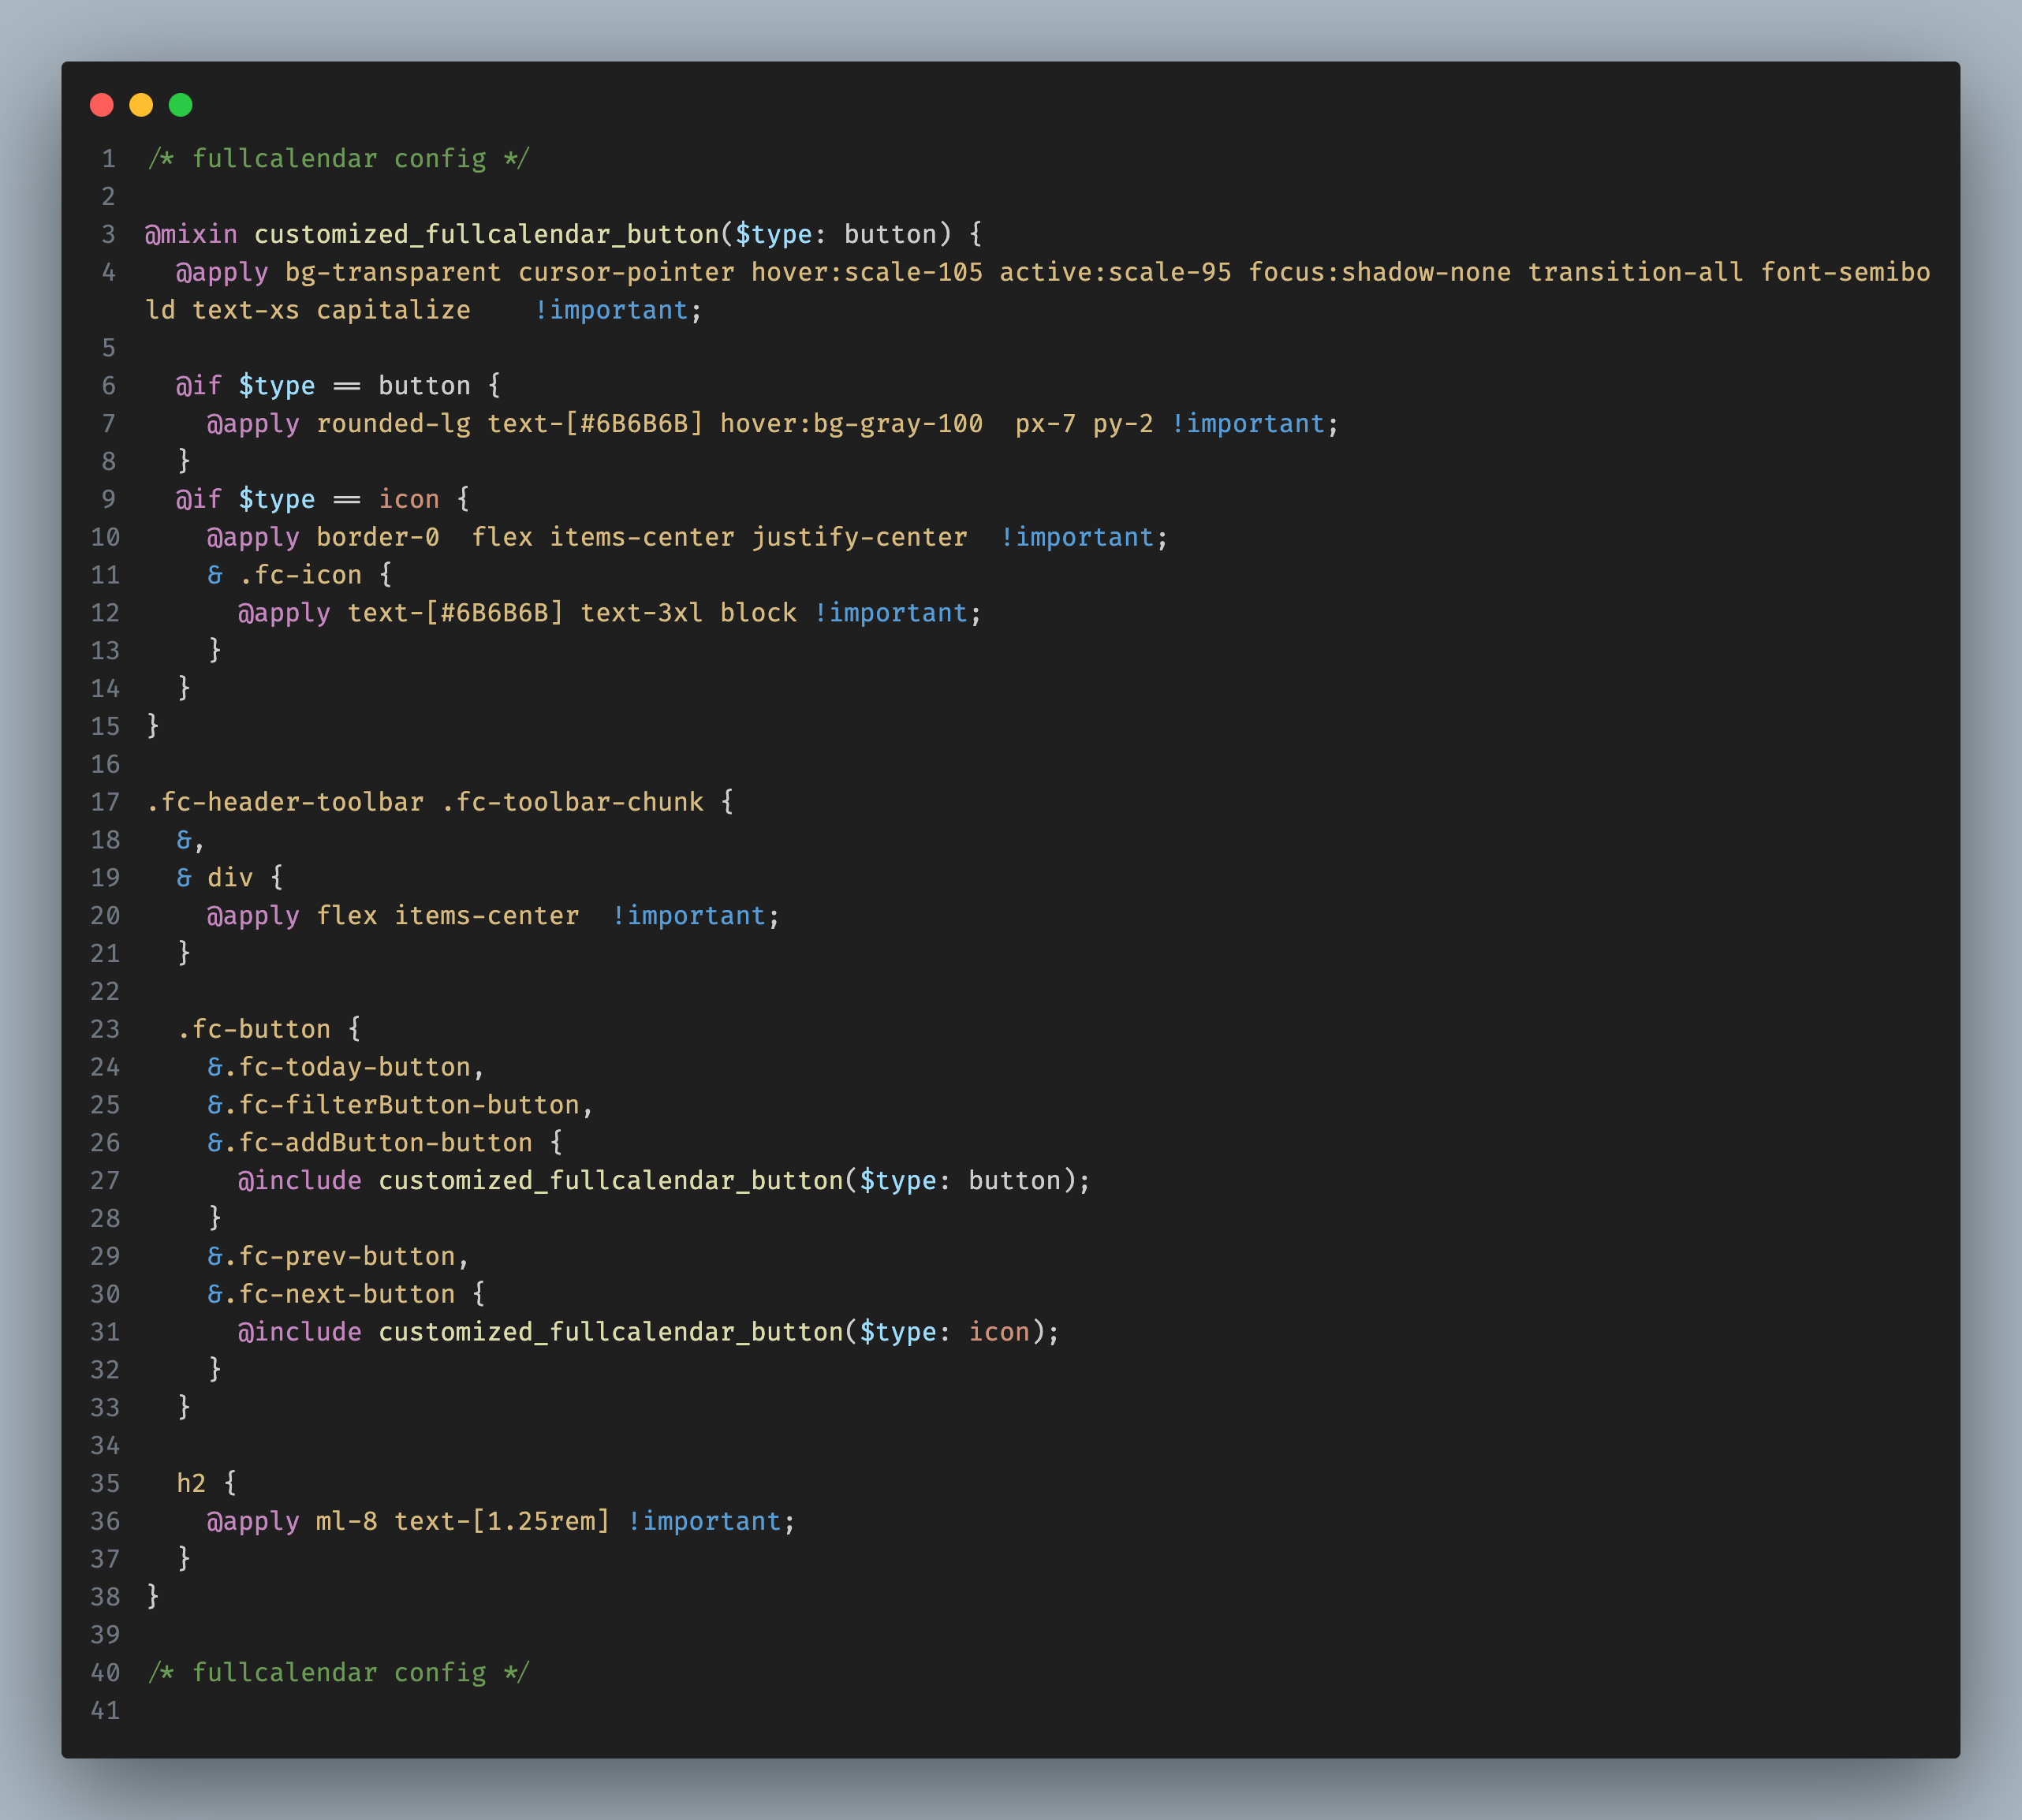 1 /* fullcalendar config */
2
3 @mixin customized_fullcalendar_button($type: button) {
4   @apply bg-transparent cursor-pointer hover:scale-105 active:scale-95 focus:shadow-none transition-all font-semibo
ld text-xs capitalize    !important;
5
6   @if $type == button {
7     @apply rounded-lg text-[#6B6B6B] hover:bg-gray-100  px-7 py-2 !important;
8   }
9   @if $type == icon {
10     @apply border-0  flex items-center justify-center  !important;
11     & .fc-icon {
12       @apply text-[#6B6B6B] text-3xl block !important;
13     }
14   }
15 }
16
17 .fc-header-toolbar .fc-toolbar-chunk {
18   &,
19   & div {
20     @apply flex items-center  !important;
21   }
22
23   .fc-button {
24     &.fc-today-button,
25     &.fc-filterButton-button,
26     &.fc-addButton-button {
27       @include customized_fullcalendar_button($type: button);
28     }
29     &.fc-prev-button,
30     &.fc-next-button {
31       @include customized_fullcalendar_button($type: icon);
32     }
33   }
34
35   h2 {
36     @apply ml-8 text-[1.25rem] !important;
37   }
38 }
39
40 /* fullcalendar config */
41